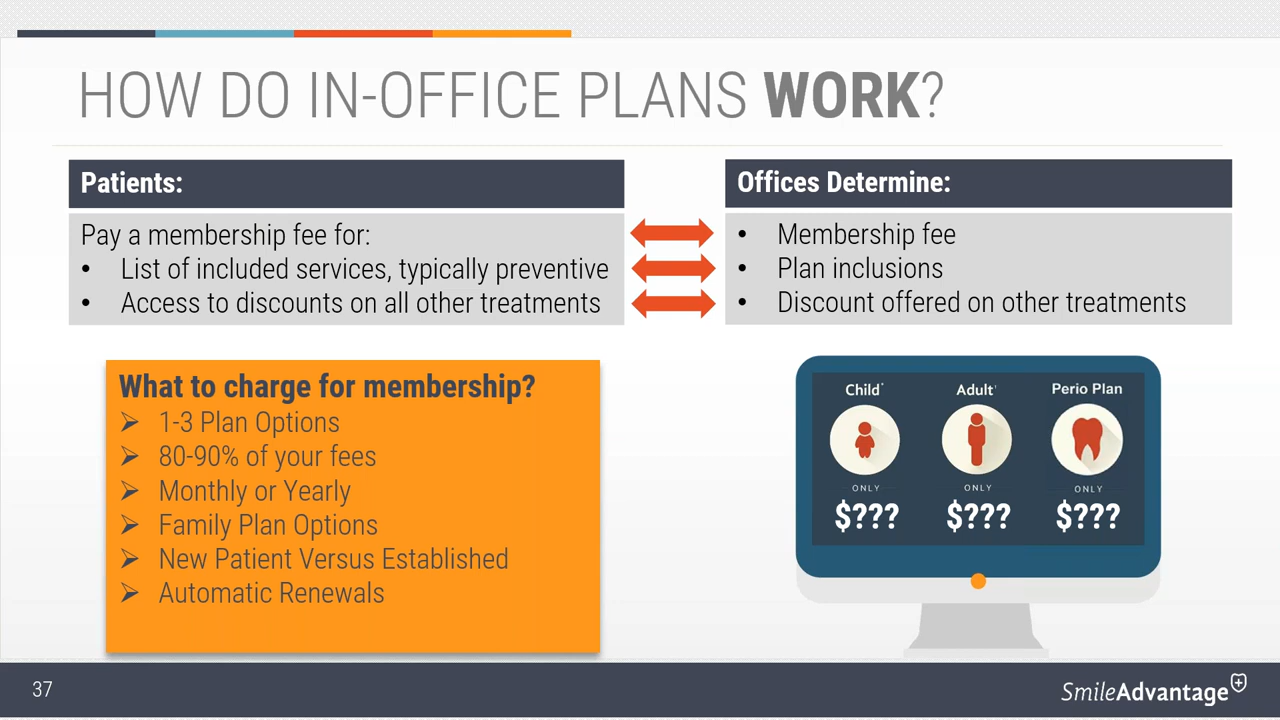 HOW DO IN-OFFICE PLANS WORK?
Patients:
Pay a membership fee for:
• List of included services, typically preventive
• Access to discounts on all other treatments
Offices Determine:
• Membership fee
• Plan inclusions
• Discount offered on other treatments
What to charge for membership?
➢ 1-3 Plan Options
➢ 80-90% of your fees
➢ Monthly or Yearly
➢ Family Plan Options
➢ New Patient Versus Established
➢ Automatic Renewals
Child* Adult† Perio Plan
ONLY ONLY ONLY
$??? $??? $???
37
SmileAdvantage